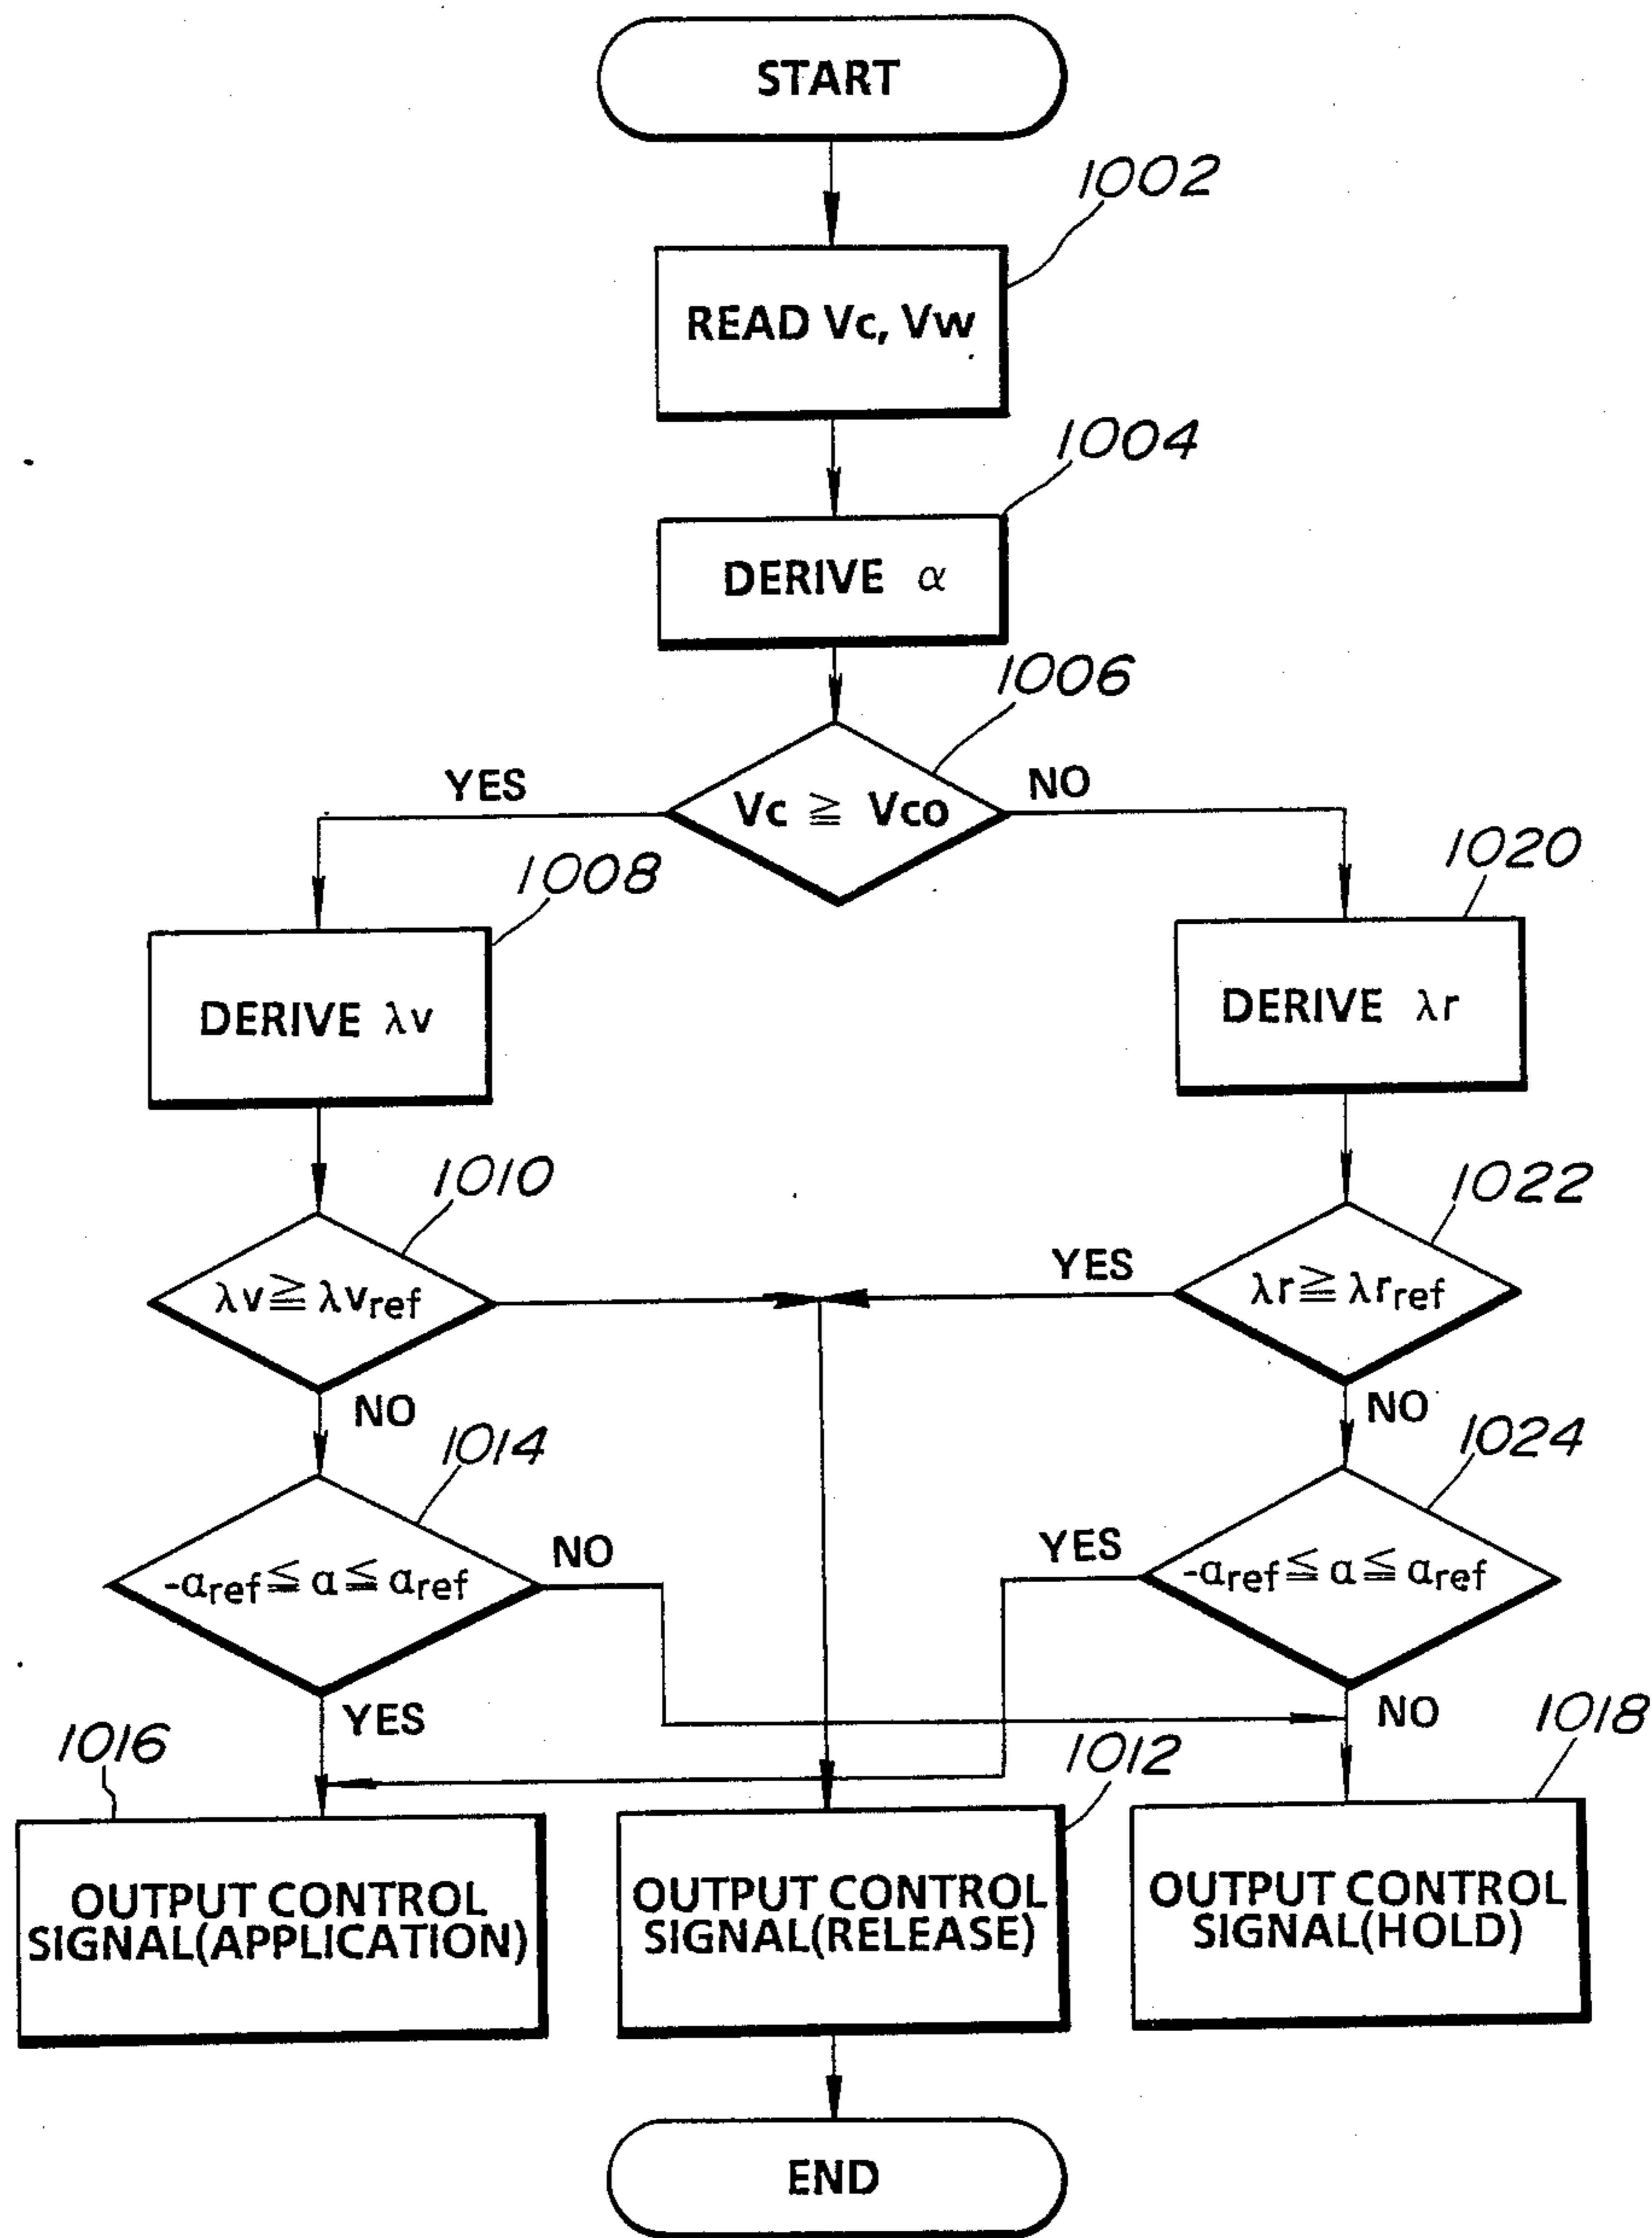 START
1002
READ Vc, Vw
1004
DERIVE α
1006
YES
Vc ≧ Vco
NO
1008
1020
DERIVE λv
DERIVE λr
1010
1022
λv ≧ λvref
YES
λr ≧ λrref
NO
NO
1014
1024
-αref ≦ α ≦ αref
NO
YES
-αref ≦ α ≦ αref
YES
NO
1016
1012
1018
OUTPUT CONTROL
SIGNAL(APPLICATION)
OUTPUT CONTROL
SIGNAL(RELEASE)
OUTPUT CONTROL
SIGNAL(HOLD)
END